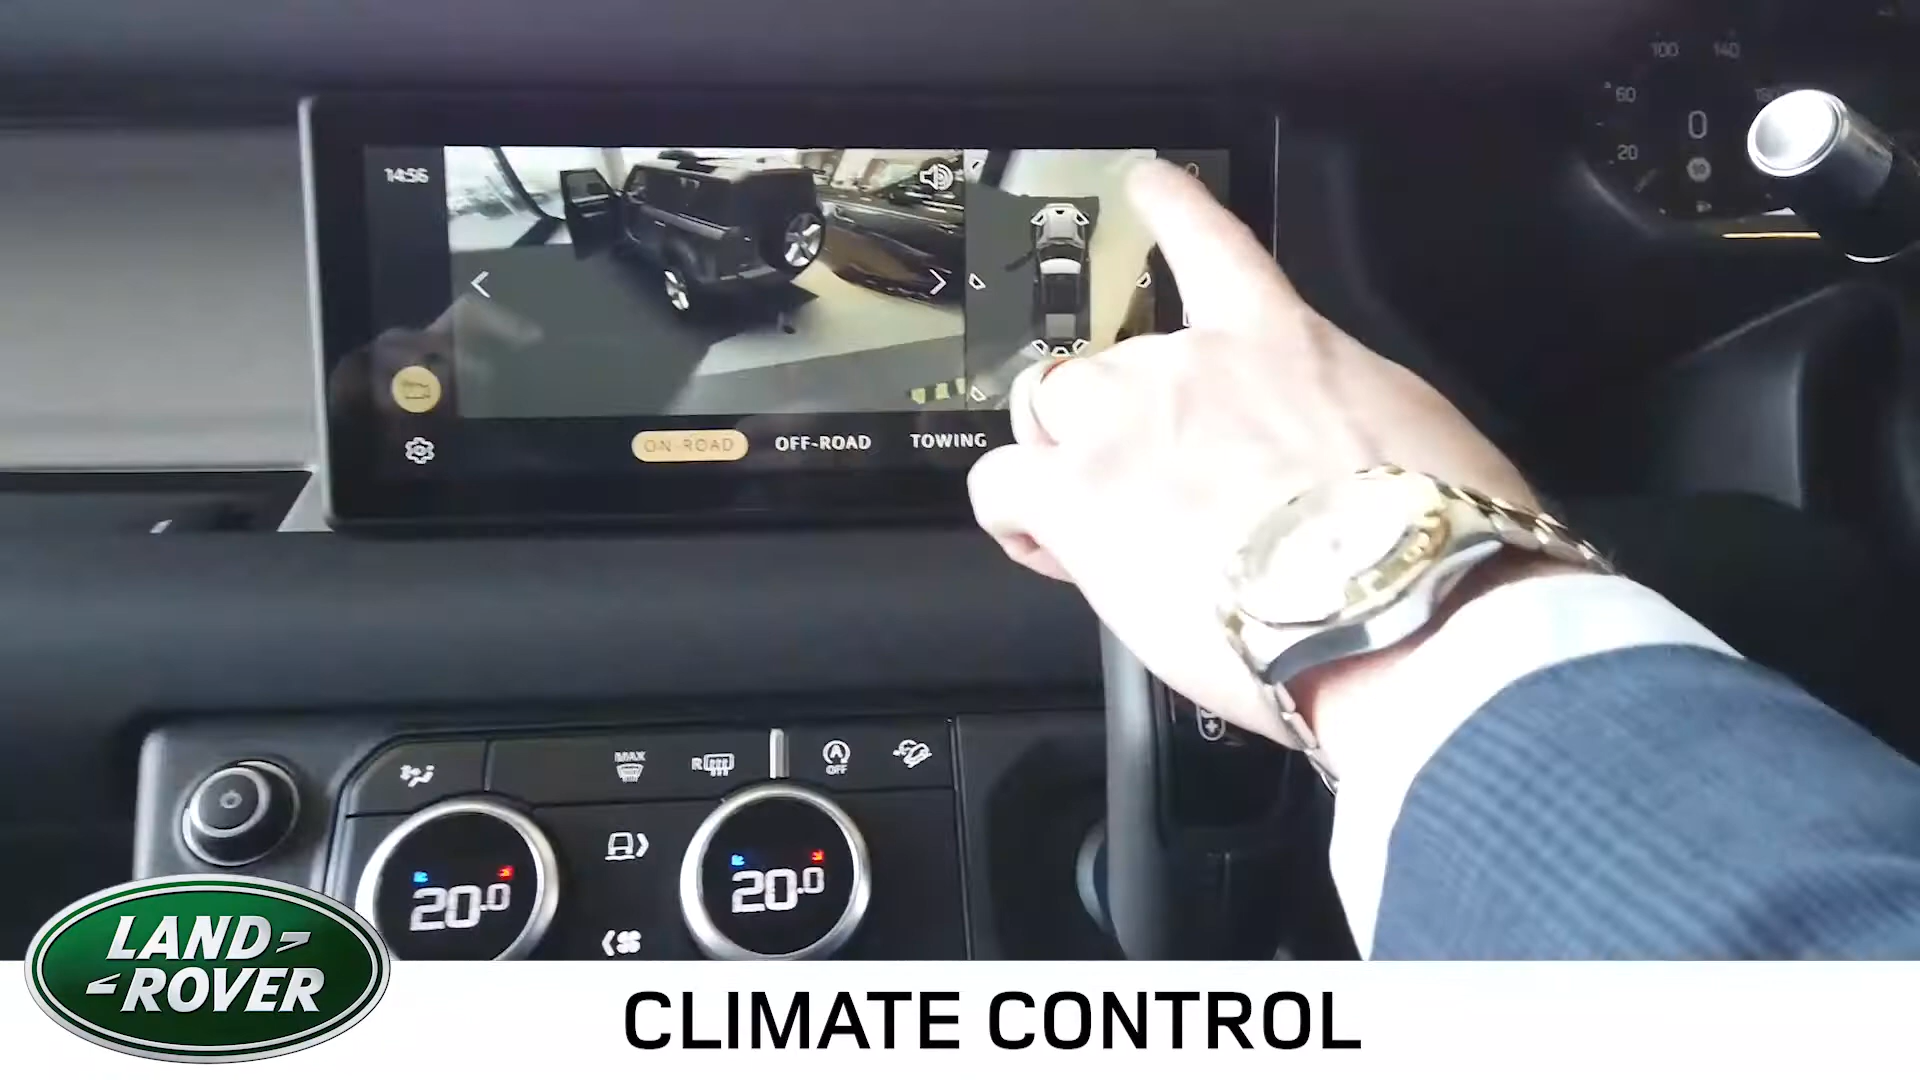 100 140
60
180
0
20
14:56
ON-ROAD OFF-ROAD TOWING
MAX
R
A
OFF
20.0
20.0
LAND
ROVER
CLIMATE CONTROL